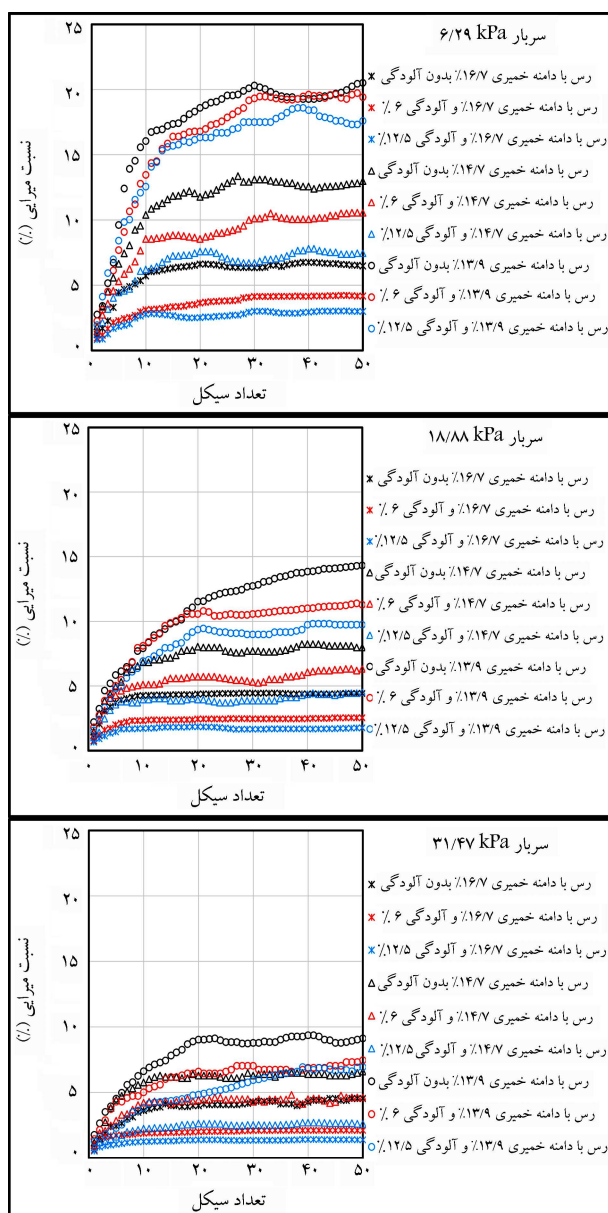 سربار ۶/۲۹ kPa
رس با دامنه خمیری ۱۶/۷٪ بدون آلودگی
رس با دامنه خمیری ۱۶/۷٪ و آلودگی ۶ ٪
رس با دامنه خمیری ۱۶/۷٪ و آلودگی ۱۲/۵٪
رس با دامنه خمیری ۱۴/۷٪ بدون آلودگی
رس با دامنه خمیری ۱۴/۷٪ و آلودگی ۶ ٪
رس با دامنه خمیری ۱۴/۷٪ و آلودگی ۱۲/۵٪
رس با دامنه خمیری ۱۳/۹٪ بدون آلودگی
رس با دامنه خمیری ۱۳/۹٪ و آلودگی ۶ ٪
رس با دامنه خمیری ۱۳/۹٪ و آلودگی ۱۲/۵٪
نسبت میرایی (٪)
۲۵
۲۰
۱۵
۱۰
۵
۰
۰ ۱۰ ۲۰ ۳۰ ۴۰ ۵۰
تعداد سیکل
سربار ۱۸/۸۸ kPa
رس با دامنه خمیری ۱۶/۷٪ بدون آلودگی
رس با دامنه خمیری ۱۶/۷٪ و آلودگی ۶ ٪
رس با دامنه خمیری ۱۶/۷٪ و آلودگی ۱۲/۵٪
رس با دامنه خمیری ۱۴/۷٪ بدون آلودگی
رس با دامنه خمیری ۱۴/۷٪ و آلودگی ۶ ٪
رس با دامنه خمیری ۱۴/۷٪ و آلودگی ۱۲/۵٪
رس با دامنه خمیری ۱۳/۹٪ بدون آلودگی
رس با دامنه خمیری ۱۳/۹٪ و آلودگی ۶ ٪
رس با دامنه خمیری ۱۳/۹٪ و آلودگی ۱۲/۵٪
نسبت میرایی (٪)
۲۵
۲۰
۱۵
۱۰
۵
۰
۰ ۱۰ ۲۰ ۳۰ ۴۰ ۵۰
تعداد سیکل
سربار ۳۱/۴۷ kPa
رس با دامنه خمیری ۱۶/۷٪ بدون آلودگی
رس با دامنه خمیری ۱۶/۷٪ و آلودگی ۶ ٪
رس با دامنه خمیری ۱۶/۷٪ و آلودگی ۱۲/۵٪
رس با دامنه خمیری ۱۴/۷٪ بدون آلودگی
رس با دامنه خمیری ۱۴/۷٪ و آلودگی ۶ ٪
رس با دامنه خمیری ۱۴/۷٪ و آلودگی ۱۲/۵٪
رس با دامنه خمیری ۱۳/۹٪ بدون آلودگی
رس با دامنه خمیری ۱۳/۹٪ و آلودگی ۶ ٪
رس با دامنه خمیری ۱۳/۹٪ و آلودگی ۱۲/۵٪
نسبت میرایی (٪)
۲۵
۲۰
۱۵
۱۰
۵
۰
۰ ۱۰ ۲۰ ۳۰ ۴۰ ۵۰
تعداد سیکل